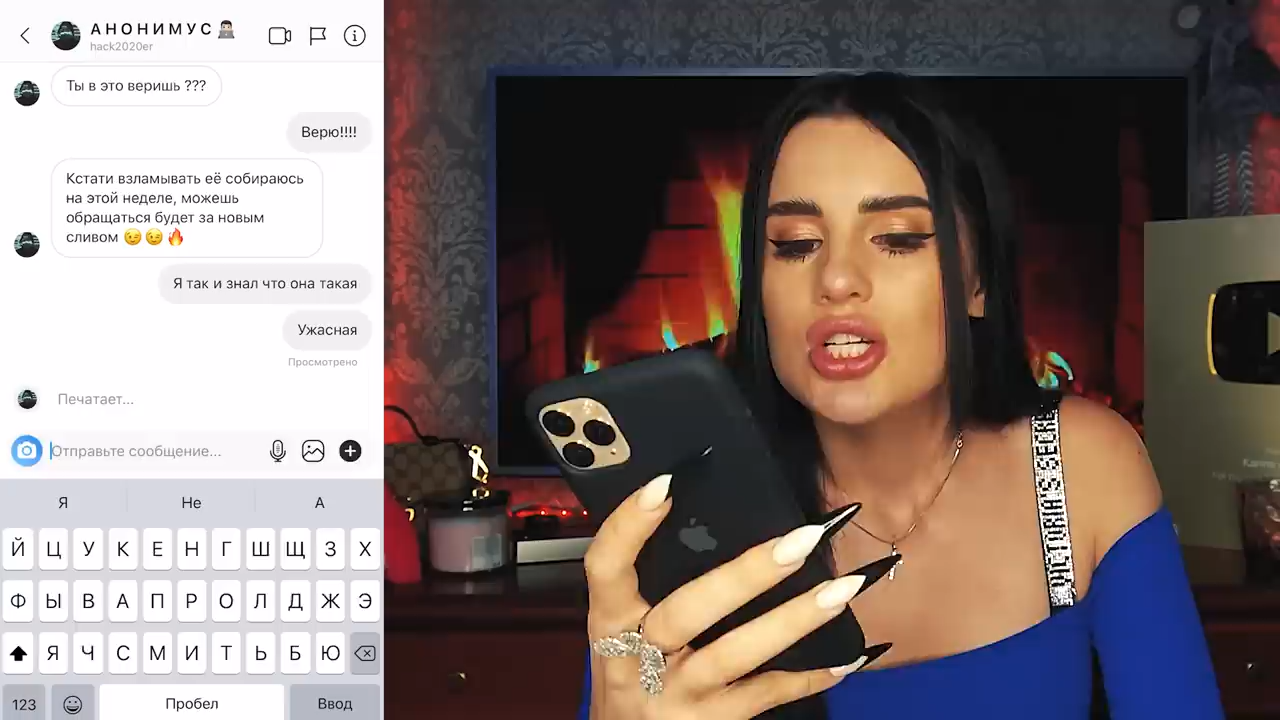 АНОНИМУС
hack2020er
Ты в это веришь ???
Верю!!!!
Кстати взламывать её собираюсь
на этой неделе, можешь
обращаться будет за новым
сливом 😉😉🔥
Я так и знал что она такая
Ужасная
Просмотрено
Печатает...
Отправьте сообщение...
Я Не А
Й Ц У К Е Н Г Ш Щ З Х
Ф Ы В А П Р О Л Д Ж Э
Я Ч С М И Т Ь Б Ю
123 Пробел Ввод